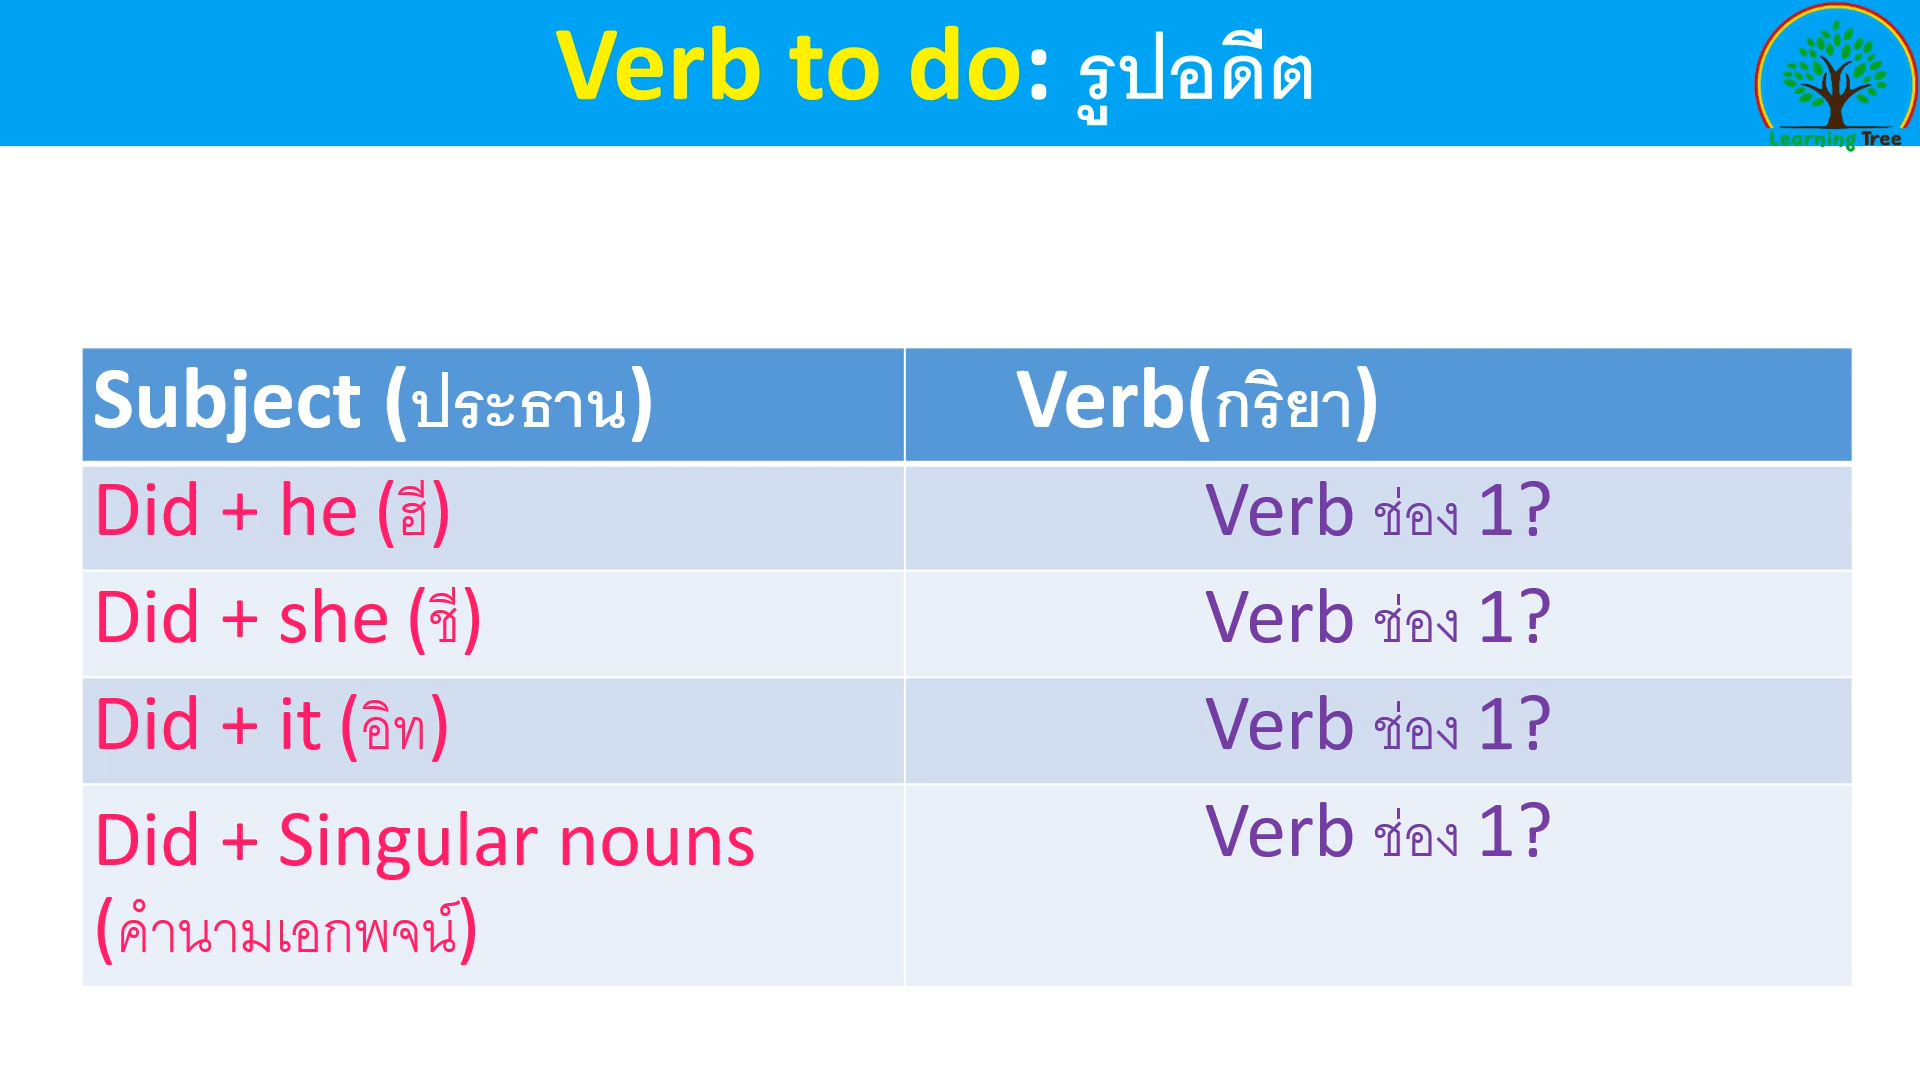 Verb to do: รูปอดีต
Learning Tree
Subject (ประธาน) Verb(กริยา)
Did + he (ฮี) Verb ช่อง 1?
Did + she (ชี) Verb ช่อง 1?
Did + it (อิท) Verb ช่อง 1?
Did + Singular nouns Verb ช่อง 1?
(คำนามเอกพจน์)